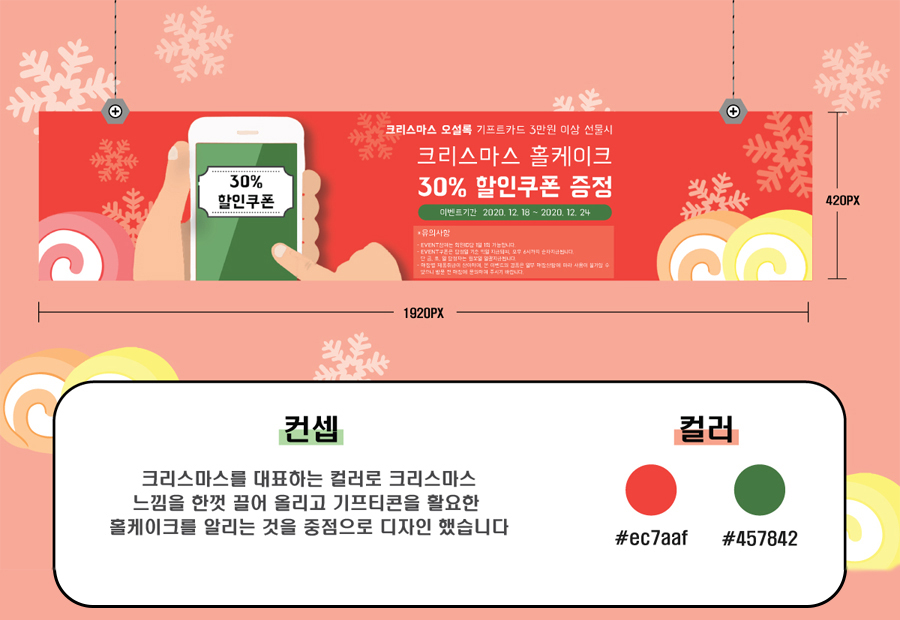 크리스마스 오설록 기프트카드 3만원 이상 선물시
크리스마스 홀케이크
30% 할인쿠폰 증정
이벤트기간 2020. 12. 18 ~ 2020. 12. 24
30%
할인쿠폰
*유의사항
420PX
1920PX
컨셉
크리스마스를 대표하는 컬러로 크리스마스
느낌을 한껏 끌어 올리고 기프티콘을 활요한
홀케이크를 알리는 것을 중점으로 디자인 했습니다
컬러
#ec7aaf
#457842